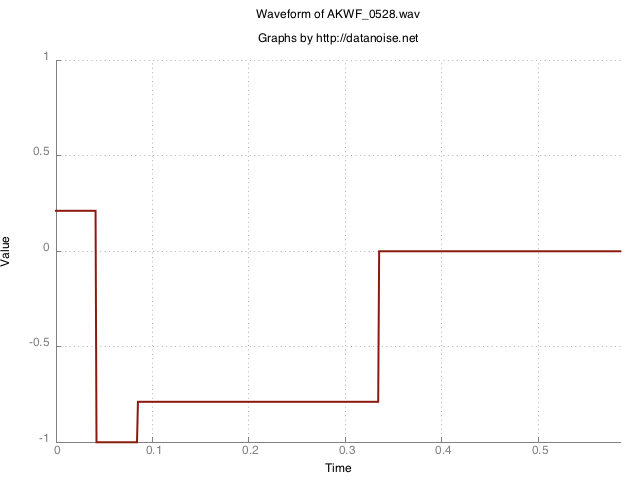 Waveform of AKWF_0528.wav
Graphs by http://datanoise.net
1
0.5
0
-0.5
-1
Value
0 0.1 0.2 0.3 0.4 0.5
Time